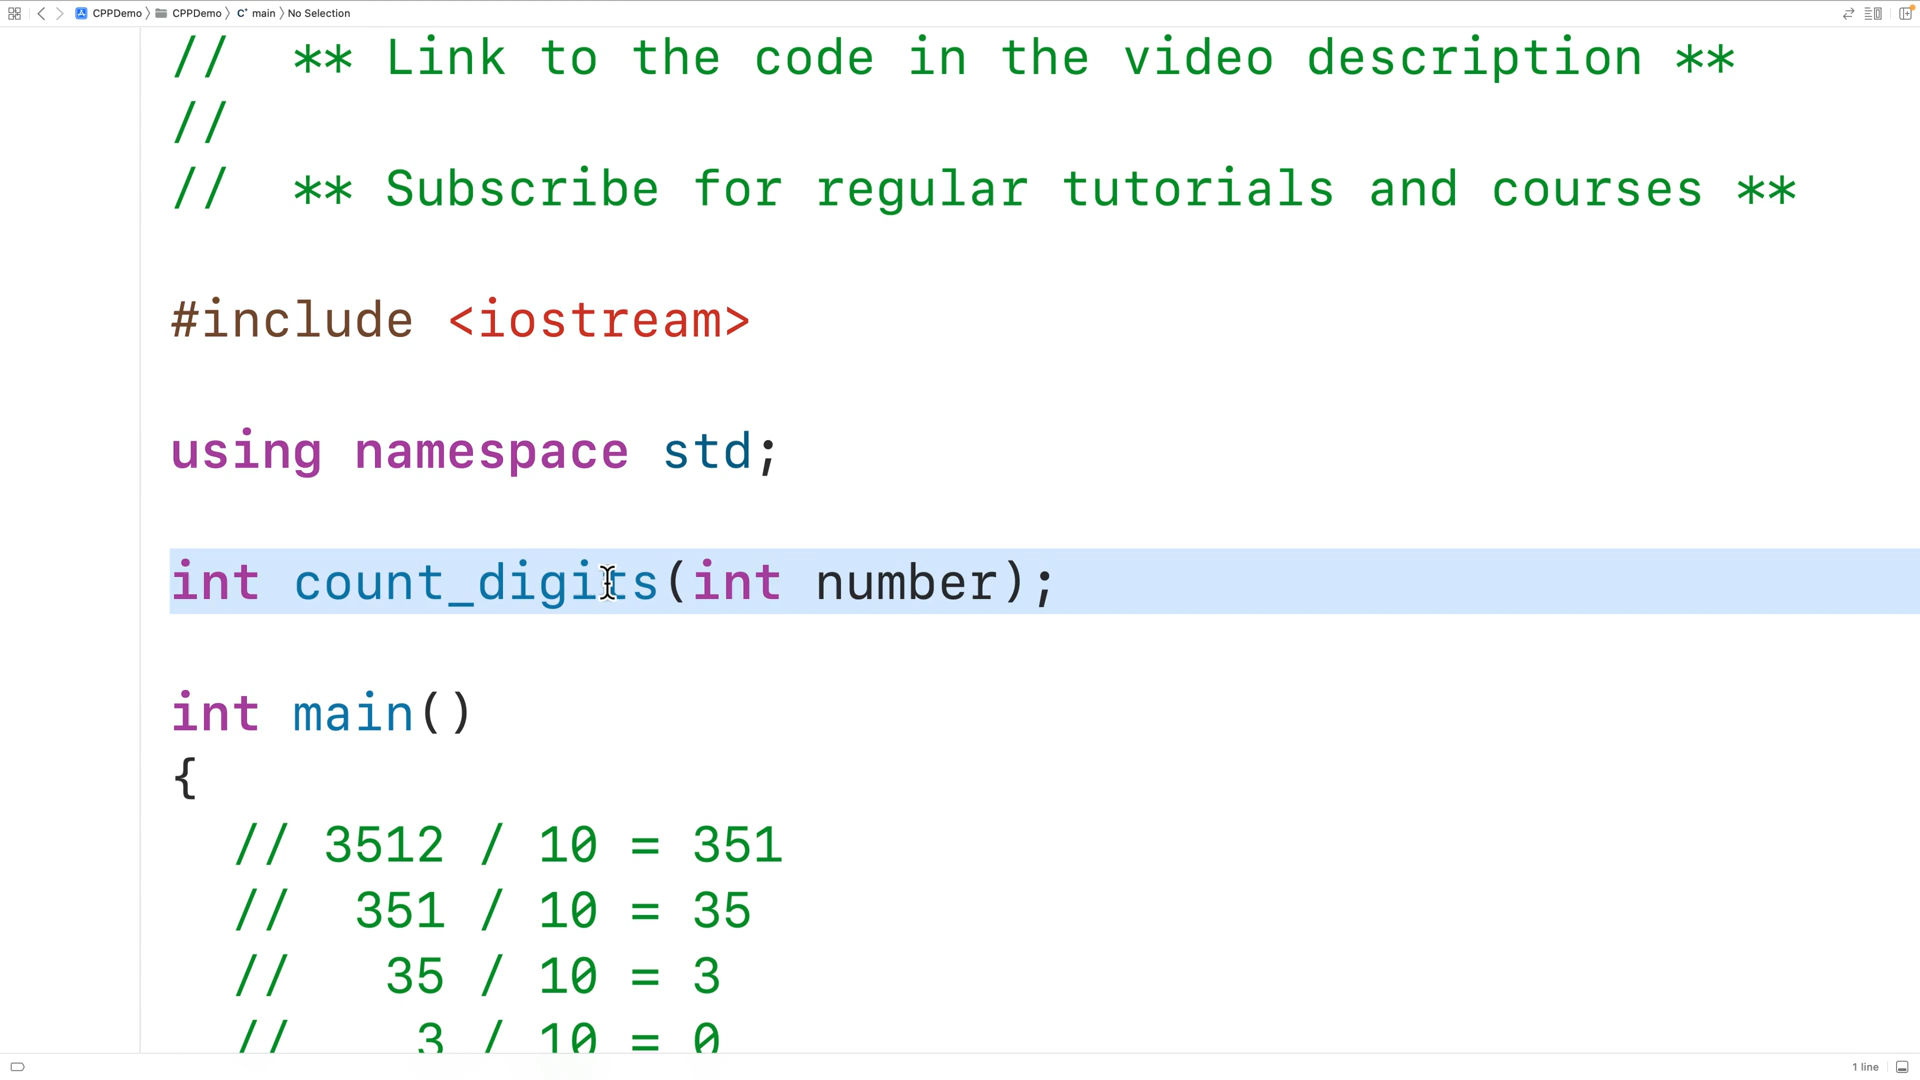 CPPDemo CPPDemo C+ main No Selection
// ** Link to the code in the video description **
//
// ** Subscribe for regular tutorials and courses **
#include <iostream>
using namespace std;
int count_digits(int number);
int main()
{
// 3512 / 10 = 351
// 351 / 10 = 35
// 35 / 10 = 3
// 3 / 10 = 0
1 line